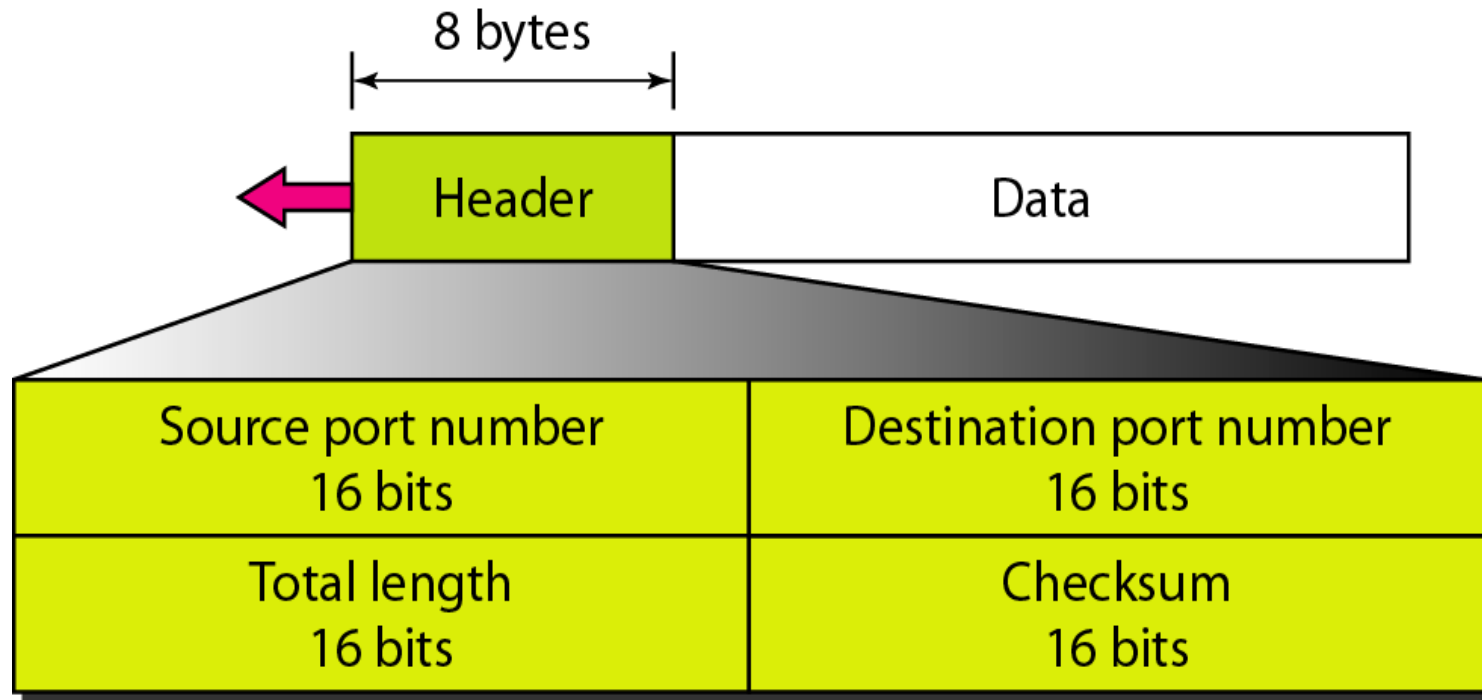 8 bytes
Header
Data
Source port number
16 bits
Destination port number
16 bits
Total length
16 bits
Checksum
16 bits